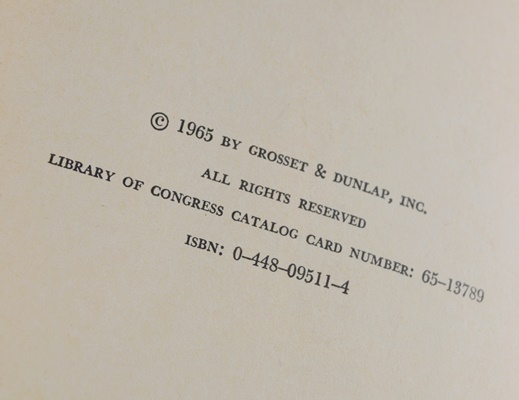 © 1965 BY GROSSET & DUNLAP, INC.
ALL RIGHTS RESERVED
LIBRARY OF CONGRESS CATALOG CARD NUMBER: 65-13789
ISBN: 0-448-09511-4